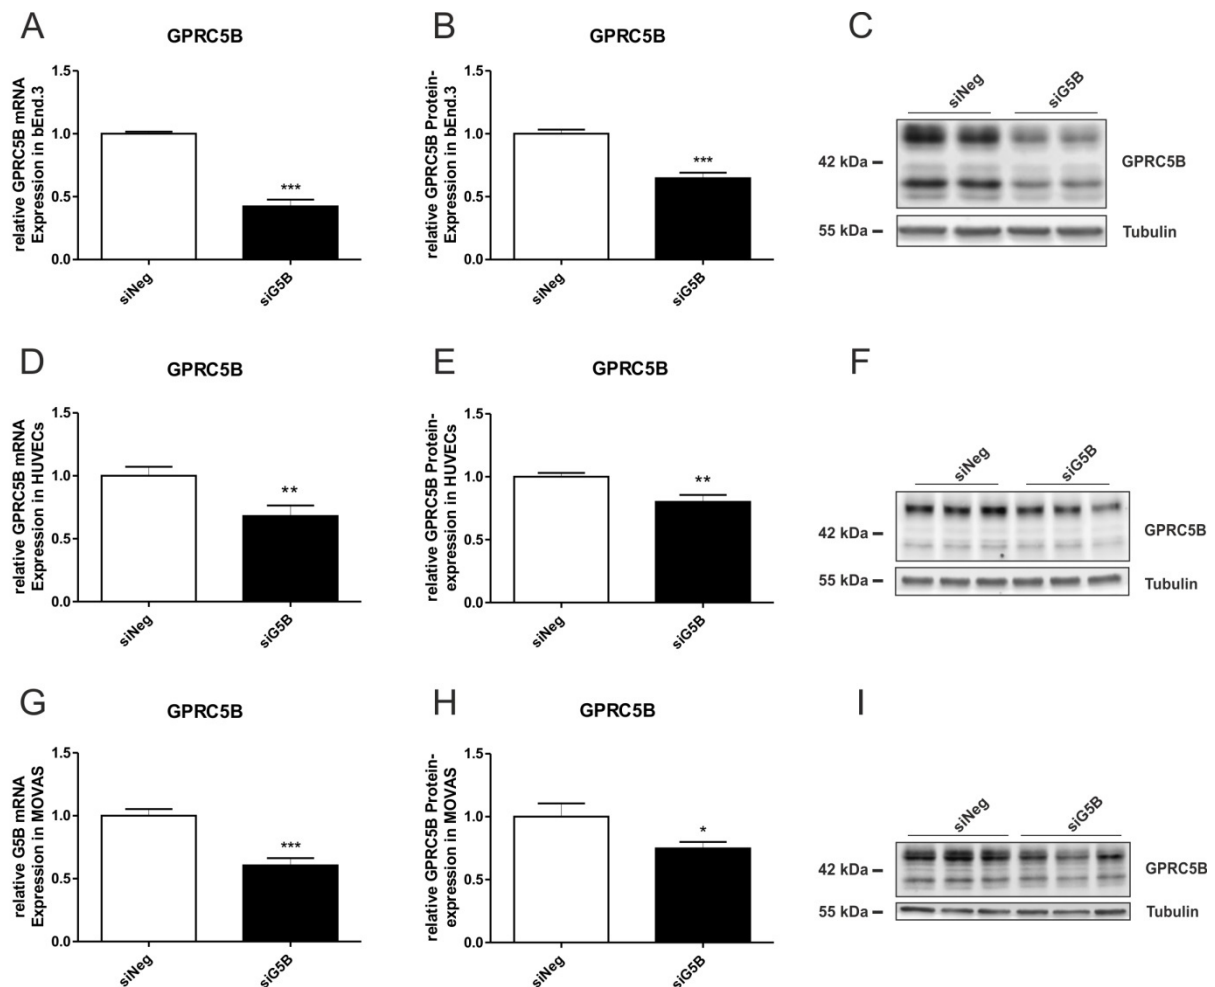 A
GPRC5B
relative GPRC5B mRNA
Expression in bEnd.3
1.5
1.0
0.5
0.0
***
siNeg
siG5B
B
GPRC5B
relative GPRC5B Protein-
Expression in bEnd.3
1.5
1.0
0.5
0.0
***
siNeg
siG5B
C
siNeg
siG5B
42 kDa
GPRC5B
55 kDa
Tubulin
D
GPRC5B
relative GPRC5B mRNA
Expression in HUVECs
1.5
1.0
0.5
0.0
**
siNeg
siG5B
E
GPRC5B
relative GPRC5B Protein-
expression in HUVECs
1.5
1.0
0.5
0.0
**
siNeg
siG5B
F
siNeg
siG5B
42 kDa
GPRC5B
55 kDa
Tubulin
G
GPRC5B
relative G5B mRNA
Expression in MOVAS
1.5
1.0
0.5
0.0
***
siNeg
siG5B
H
GPRC5B
relative GPRC5B Protein-
expression in MOVAS
1.5
1.0
0.5
0.0
*
siNeg
siG5B
I
siNeg
siG5B
42 kDa
GPRC5B
55 kDa
Tubulin